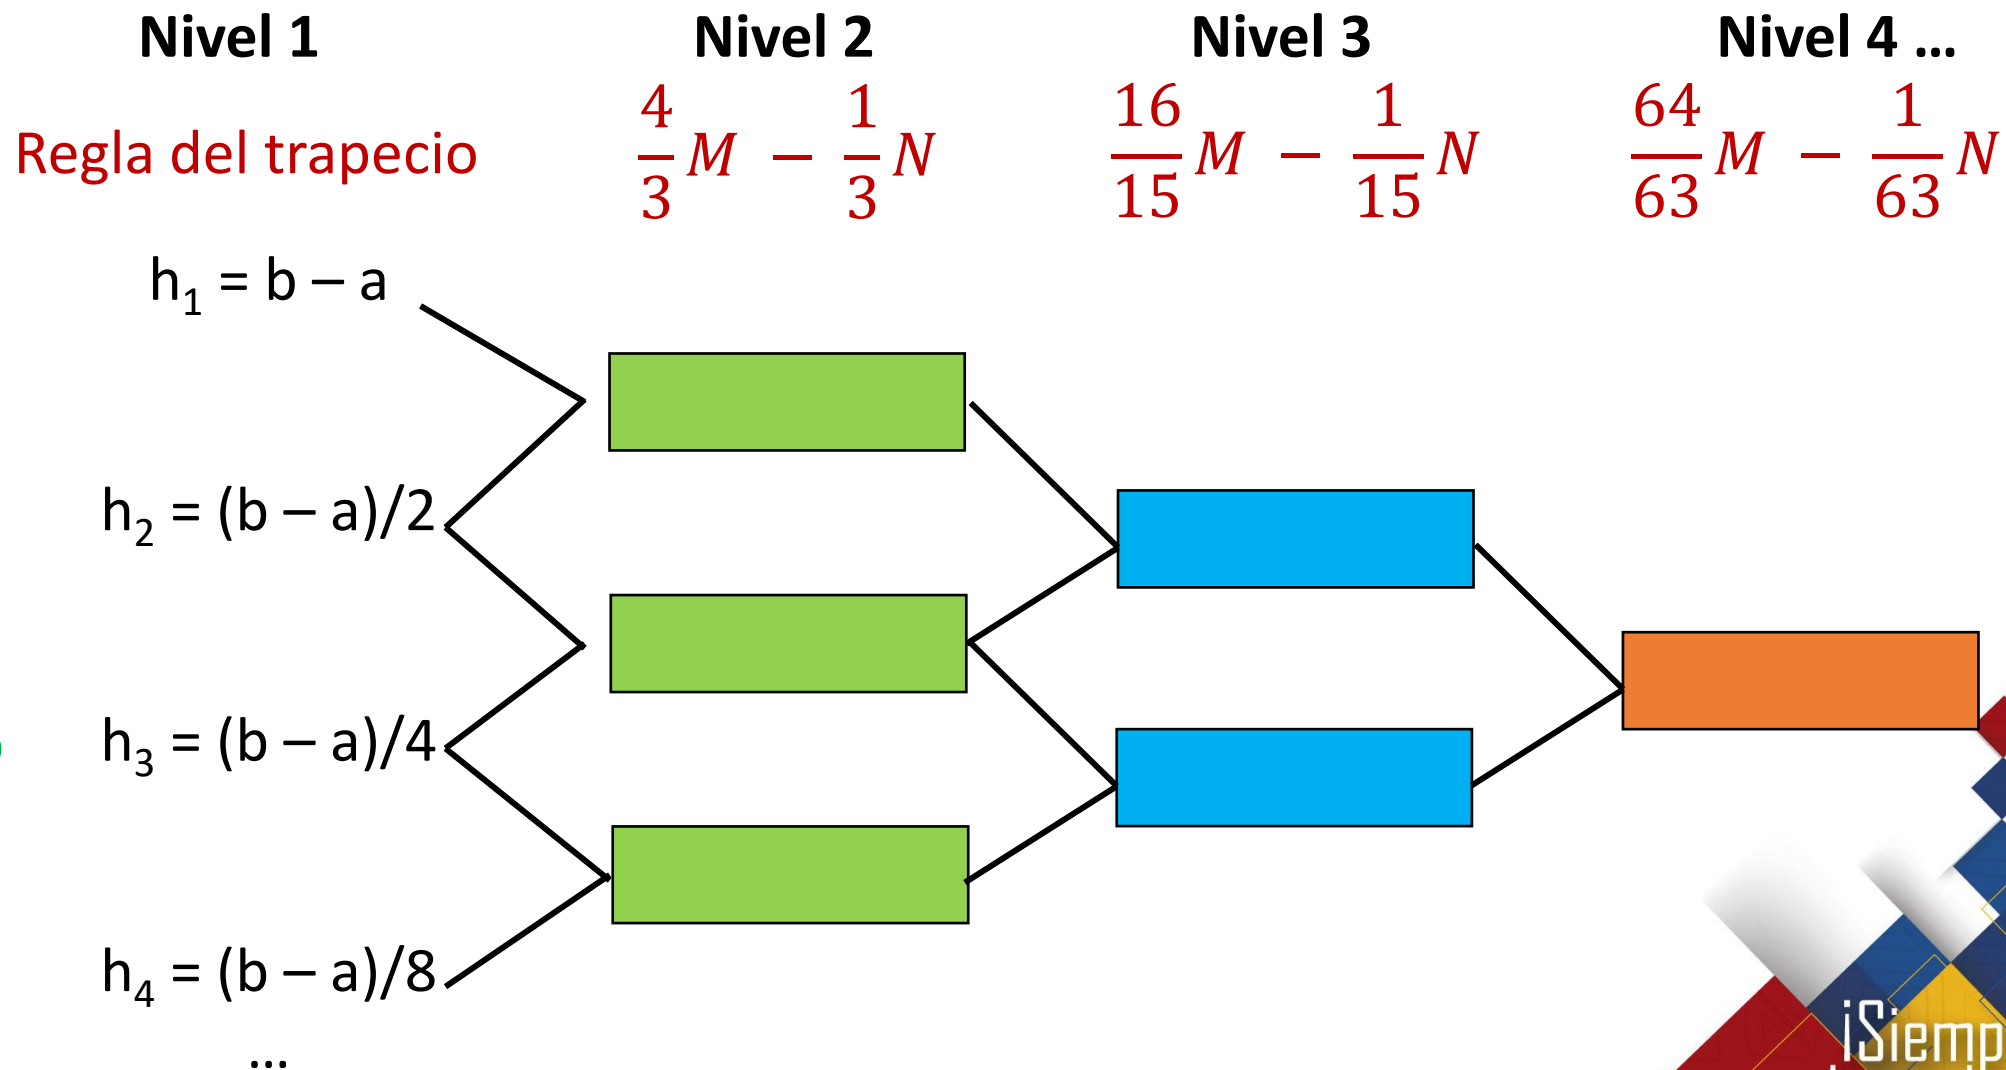 Nivel 1 Nivel 2 Nivel 3 Nivel 4 ...
Regla del trapecio 4/3 M − 1/3 N 16/15 M − 1/15 N 64/63 M − 1/63 N
h₁ = b – a
h₂ = (b – a)/2
h₃ = (b – a)/4
h₄ = (b – a)/8
...
¡Siemp